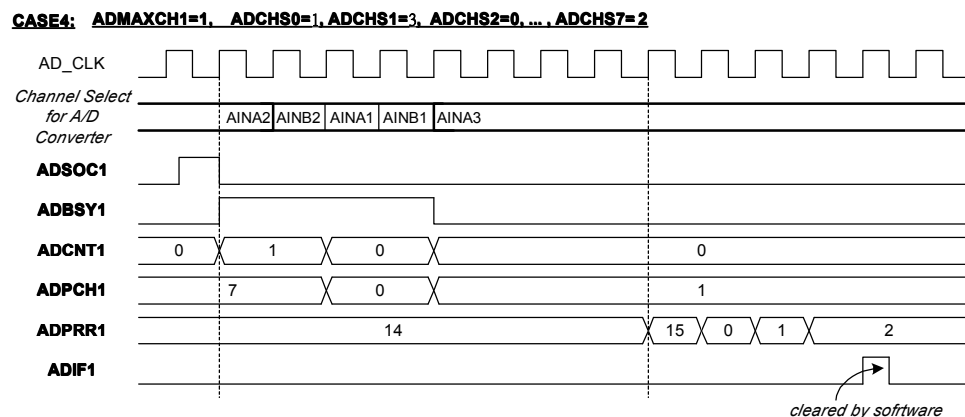 CASE4: ADMAXCH1=1, ADCHS0=1, ADCHS1=3, ADCHS2=0, ... , ADCHS7= 2
AD_CLK
Channel Select
for A/D
Converter
AINA2 AINB2 AINA1 AINB1 AINA3
ADSOC1
ADBSY1
ADCNT1 0 1 0 0
ADPCH1 7 0 1
ADPRR1 14 15 0 1 2
ADIF1
cleared by sofrtware